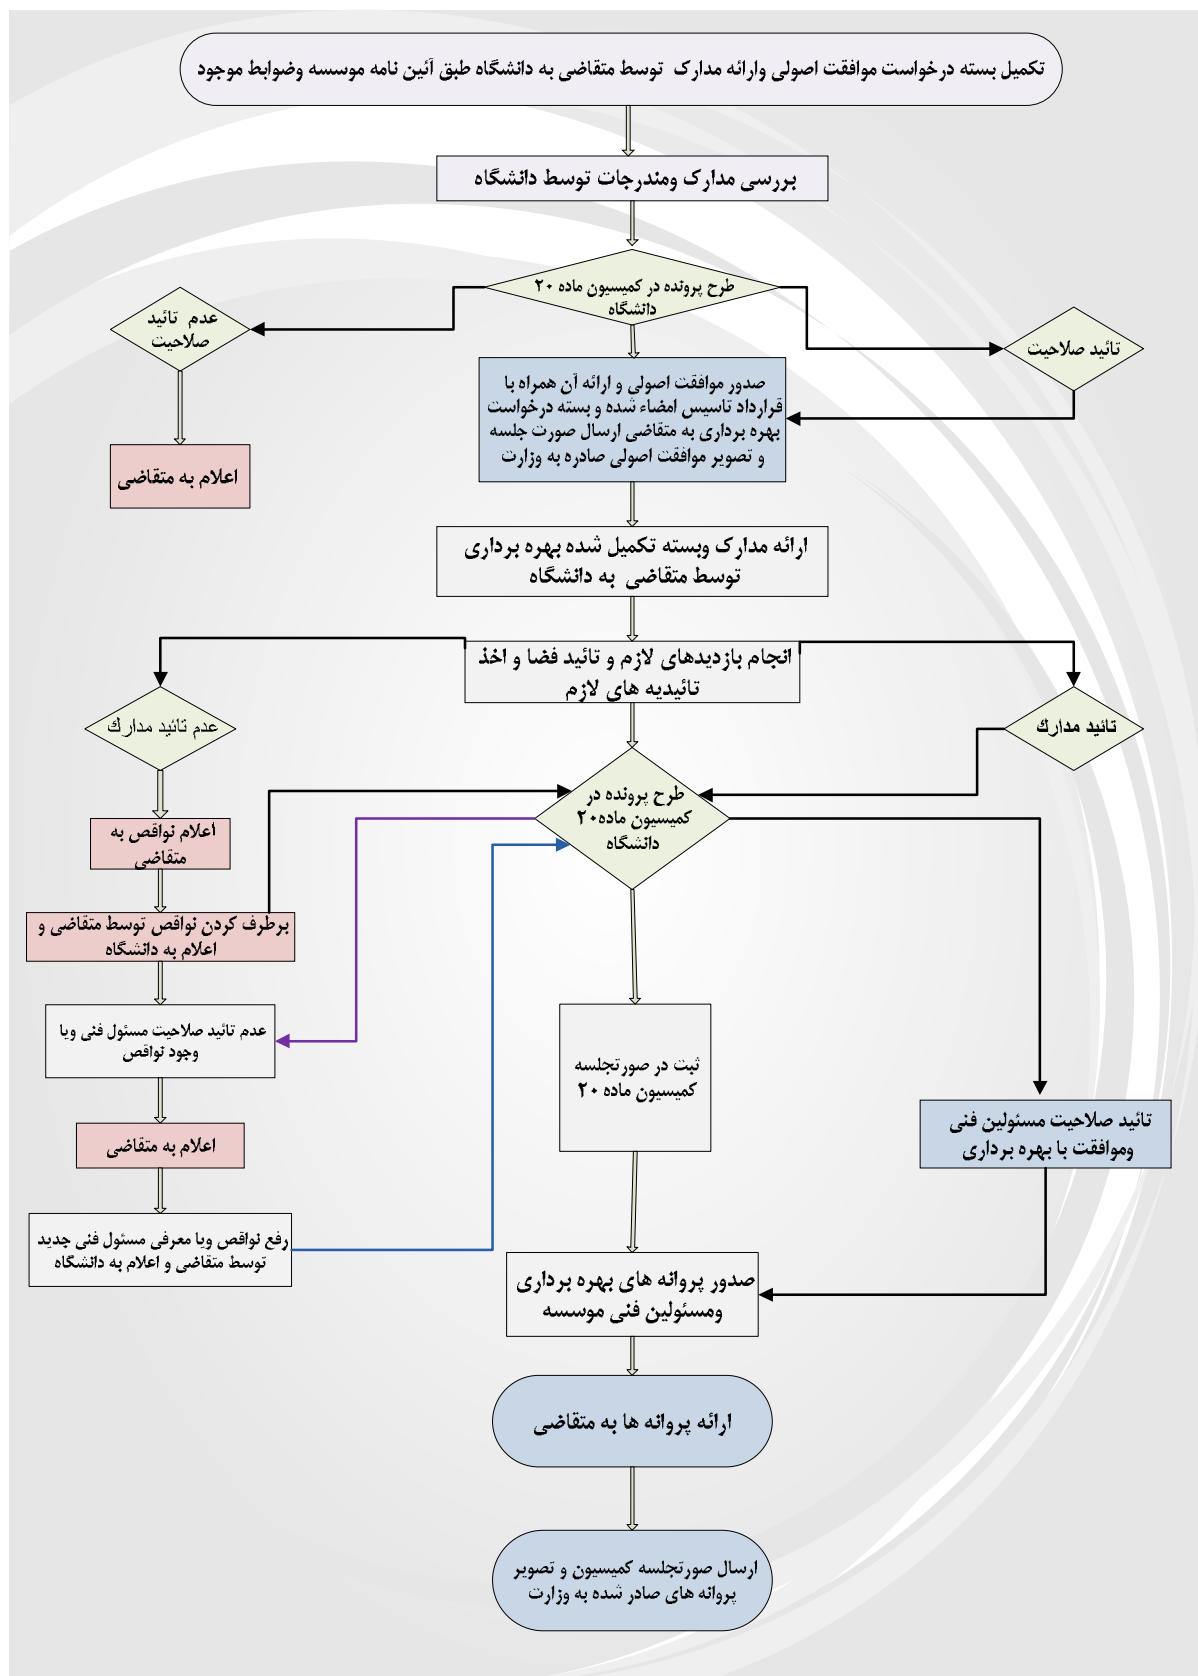 تکمیل بسته درخواست موافقت اصولی وارائه مدارک توسط متقاضی به دانشگاه طبق آئین نامه موسسه وضوابط موجود
بررسی مدارک ومندرجات توسط دانشگاه
طرح پرونده در کمیسیون ماده ۲۰
دانشگاه
تائید صلاحیت
عدم تائید
صلاحیت
صدور موافقت اصولی و ارائه آن همراه با
قرارداد تاسیس امضاء شده و بسته درخواست
بهره برداری به متقاضی ارسال صورت جلسه
و تصویر موافقت اصولی صادره به وزارت
اعلام به متقاضی
ارائه مدارک وبسته تکمیل شده بهره برداری
توسط متقاضی به دانشگاه
انجام بازدیدهای لازم و تائید فضا و اخذ
تائیدیه های لازم
تائید مدارك
عدم تائید مدارك
طرح پرونده در
کمیسیون ماده۲۰
دانشگاه
اعلام نواقص به
متقاضی
برطرف کردن نواقص توسط متقاضی و
اعلام به دانشگاه
عدم تائید صلاحیت مسئول فنی ویا
وجود نواقص
ثبت در صورتجلسه
کمیسیون ماده ۲۰
تائید صلاحیت مسئولین فنی
وموافقت با بهره برداری
اعلام به متقاضی
رفع نواقص ویا معرفی مسئول فنی جدید
توسط متقاضی و اعلام به دانشگاه
صدور پروانه های بهره برداری
ومسئولین فنی موسسه
ارائه پروانه ها به متقاضی
ارسال صورتجلسه کمیسیون و تصویر
پروانه های صادر شده به وزارت